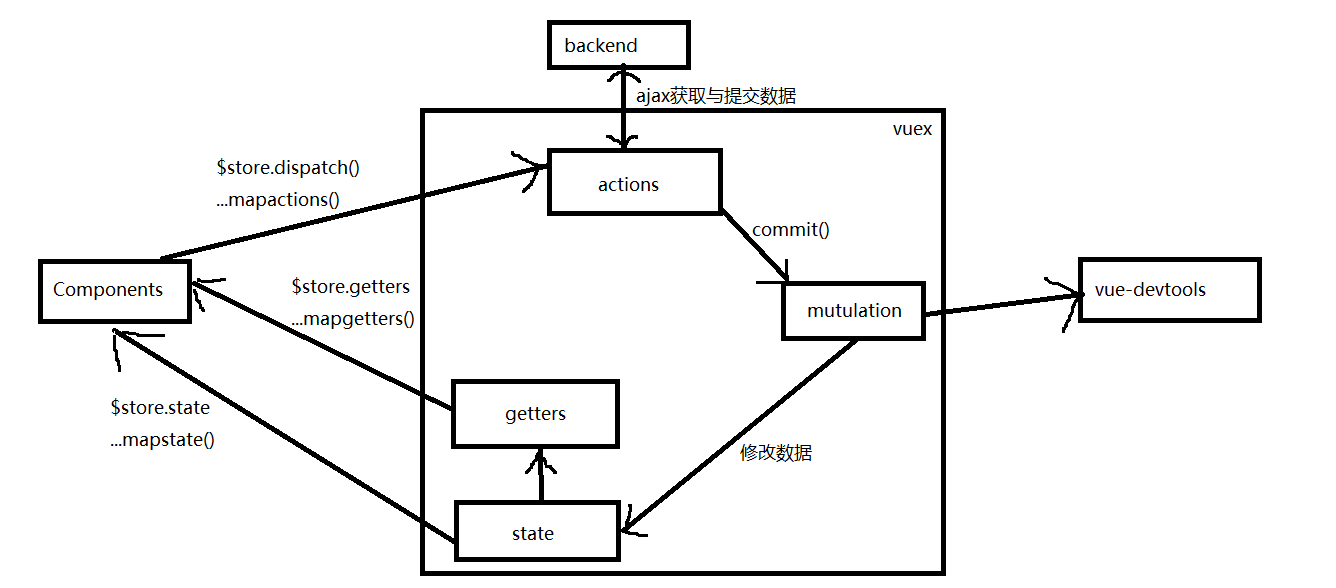 backend
ajax获取与提交数据
vuex
$store.dispatch()
...mapactions()
actions
commit()
Components
$store.getters
...mapgetters()
mutulation
vue-devtools
getters
$store.state
...mapstate()
修改数据
state